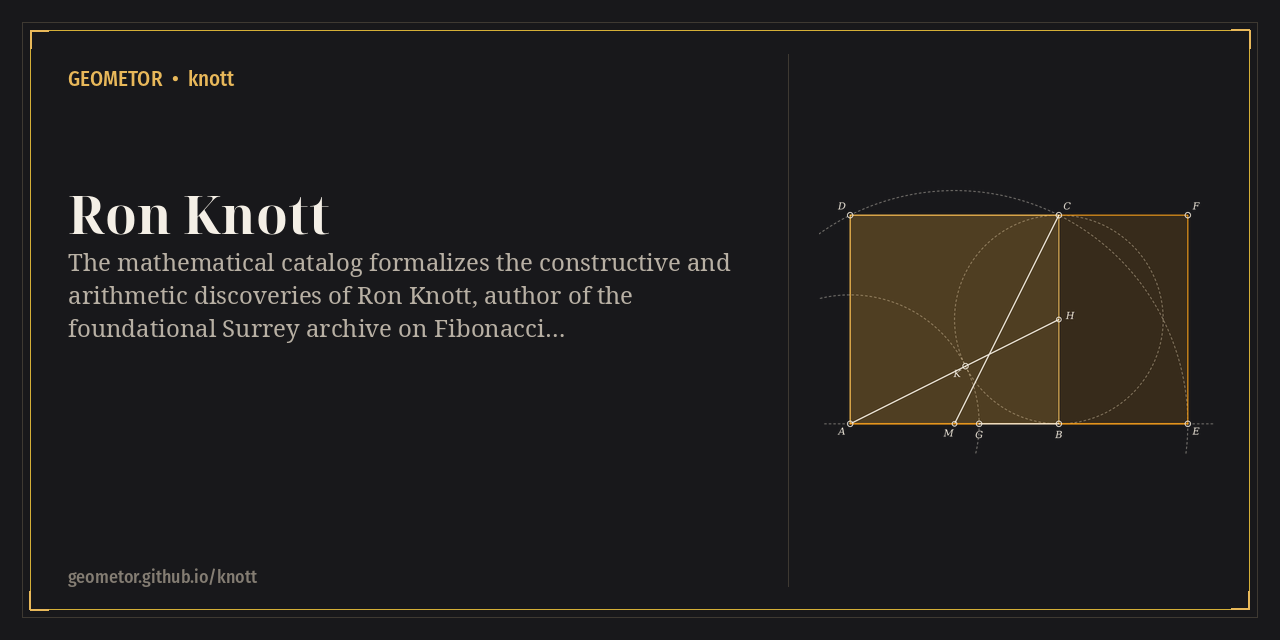 GEOMETOR • knott
Ron Knott
The mathematical catalog formalizes the constructive and
arithmetic discoveries of Ron Knott, author of the
foundational Surrey archive on Fibonacci...
geometor.github.io/knott
D C F
H
K
A M G B E